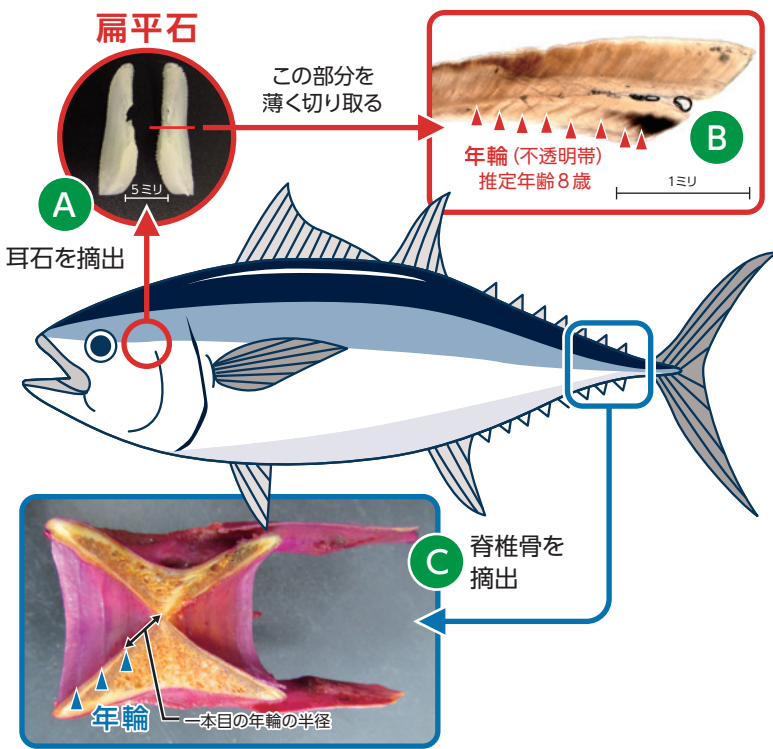 扁平石
この部分を
薄く切り取る
5ミリ
A
耳石を摘出
年輪(不透明帯)
推定年齢8歳
B
1ミリ
C
脊椎骨を
摘出
年輪
一本目の年輪の半径